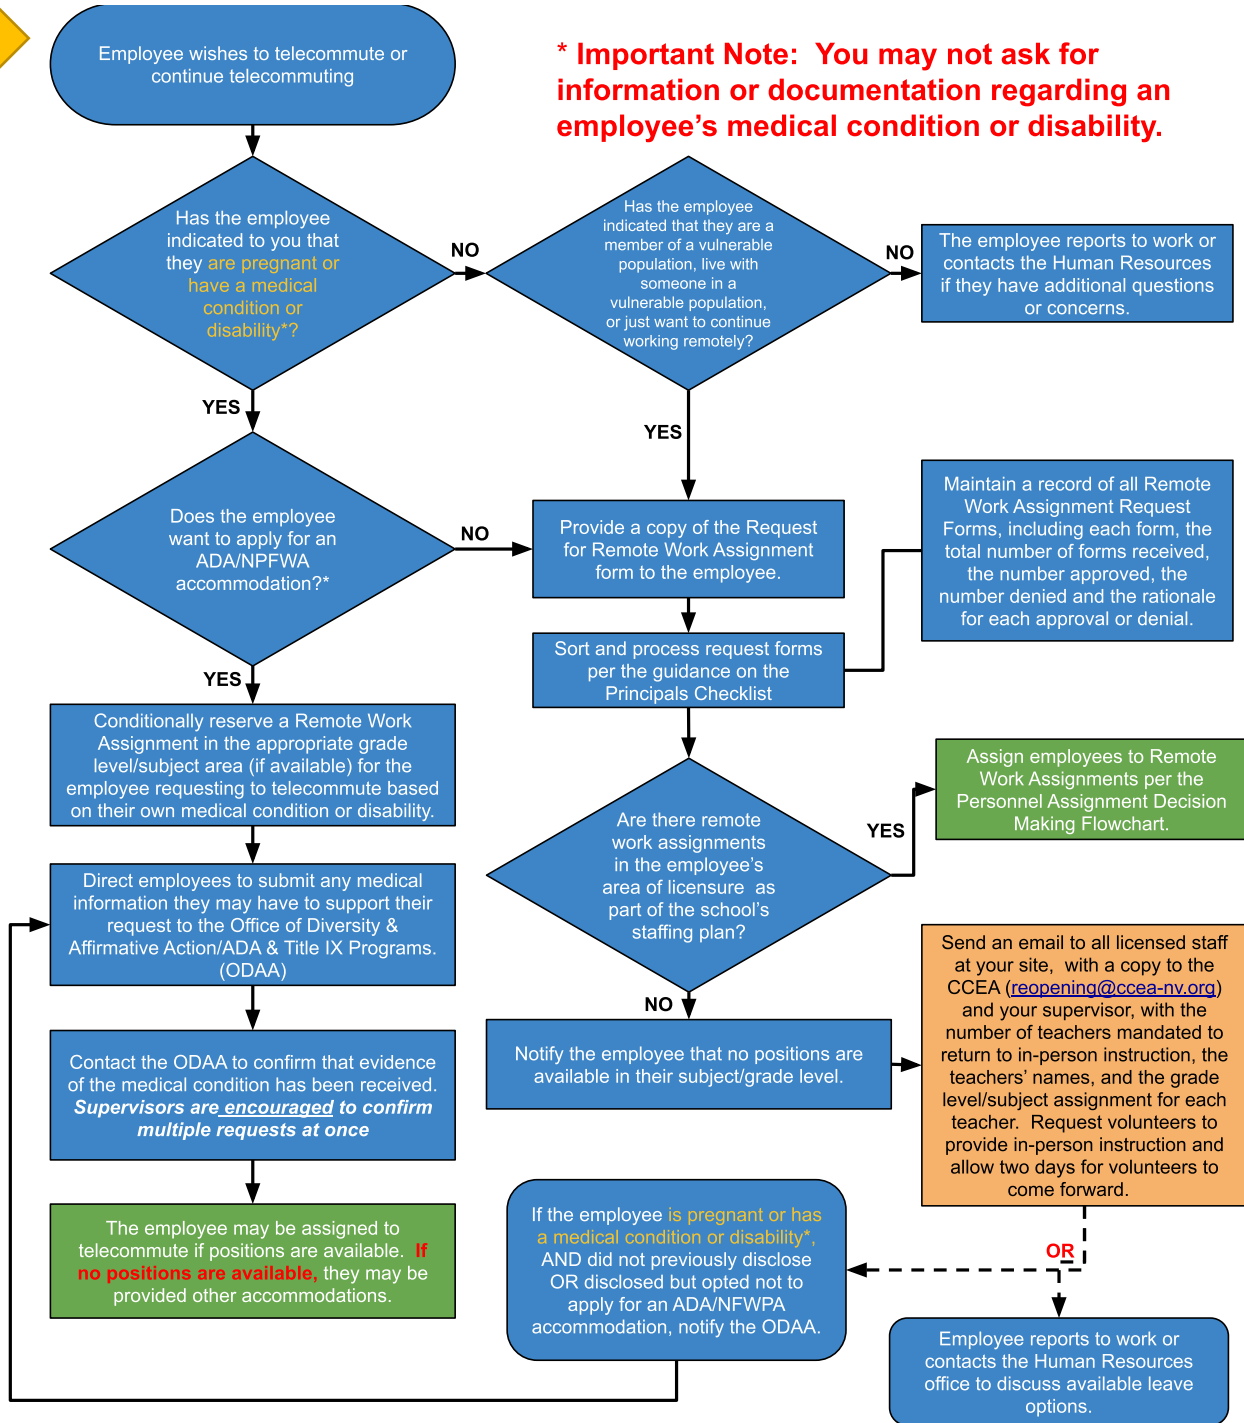 Employee wishes to telecommute or
continue telecommuting
* Important Note: You may not ask for
information or documentation regarding an
employee’s medical condition or disability.
Has the employee
indicated to you that
they are pregnant or
have a medical
condition or
disability*?
NO
Has the employee
indicated that they are a
member of a vulnerable
population, live with
someone in a
vulnerable population,
or just want to continue
working remotely?
NO
The employee reports to work or
contacts the Human Resources
if they have additional questions
or concerns.
YES
YES
Does the employee
want to apply for an
ADA/NPFWA
accommodation?*
NO
Provide a copy of the Request
for Remote Work Assignment
form to the employee.
Maintain a record of all Remote
Work Assignment Request
Forms, including each form, the
total number of forms received,
the number approved, the
number denied and the rationale
for each approval or denial.
Sort and process request forms
per the guidance on the
Principals Checklist
YES
Conditionally reserve a Remote Work
Assignment in the appropriate grade
level/subject area (if available) for the
employee requesting to telecommute based
on their own medical condition or disability.
Are there remote
work assignments
in the employee’s
area of licensure as
part of the school’s
staffing plan?
YES
Assign employees to Remote
Work Assignments per the
Personnel Assignment Decision
Making Flowchart.
Direct employees to submit any medical
information they may have to support their
request to the Office of Diversity &
Affirmative Action/ADA & Title IX Programs.
(ODAA)
NO
Notify the employee that no positions are
available in their subject/grade level.
Send an email to all licensed staff
at your site, with a copy to the
CCEA (reopening@ccea-nv.org)
and your supervisor, with the
number of teachers mandated to
return to in-person instruction, the
teachers’ names, and the grade
level/subject assignment for each
teacher. Request volunteers to
provide in-person instruction and
allow two days for volunteers to
come forward.
Contact the ODAA to confirm that evidence
of the medical condition has been received.
Supervisors are encouraged to confirm
multiple requests at once
The employee may be assigned to
telecommute if positions are available. If
no positions are available, they may be
provided other accommodations.
If the employee is pregnant or has
a medical condition or disability*,
AND did not previously disclose
OR disclosed but opted not to
apply for an ADA/NFWPA
accommodation, notify the ODAA.
OR
Employee reports to work or
contacts the Human Resources
office to discuss available leave
options.